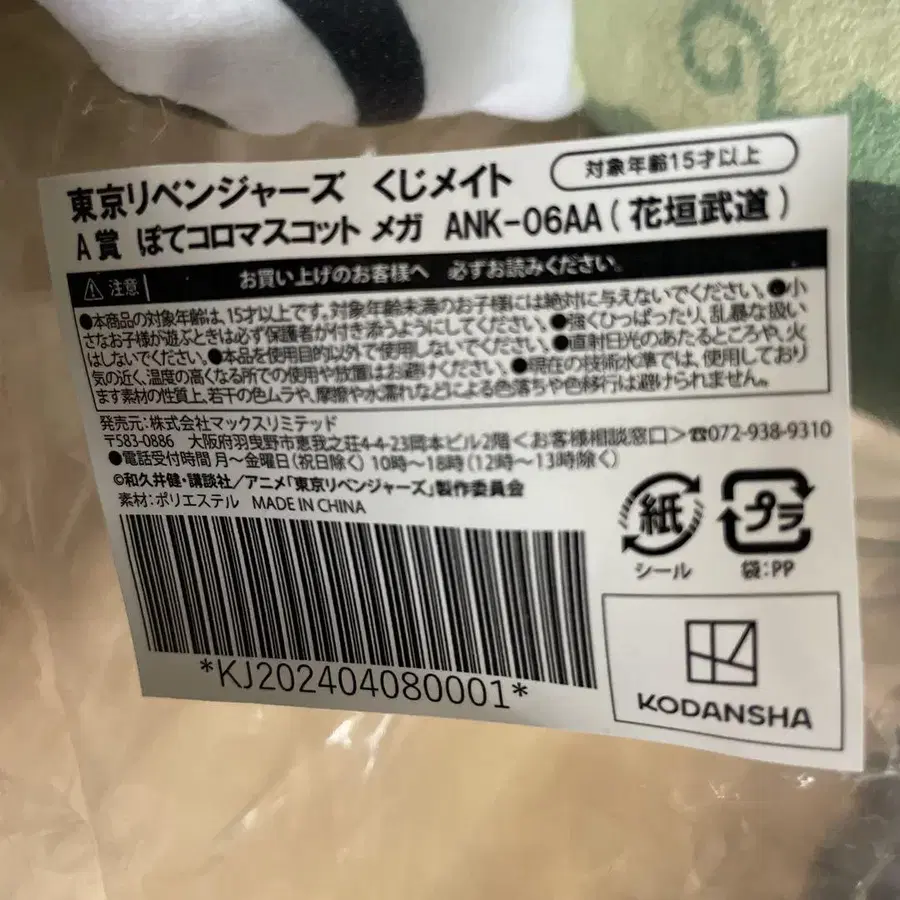 対象年齢15才以上
東京リベンジャーズ くじメイト
A賞 ぽてコロマスコット メガ ANK-06AA(花垣武道)
注意 お買い上げのお客様へ 必ずお読みください。
●本商品の対象年齢は、15才以上です。対象年齢未満のお子様には絶対に与えないでください。●小
さなお子様が遊ぶときは必ず保護者が付き添うようにしてください。●強くひっぱったり、乱暴な扱い
はしないでください。●本品を使用目的以外で使用しないでください。●直射日光のあたるところや、火
気の近く、温度の高くなる所での使用や放置はお避けください。●現在の技術水準では、使用しており
ます素材の性質上、若干の色ムラや、摩擦や水濡れなどによる色落ちや色移行は避けられません。
発売元:株式会社マックスリミテッド
〒583-0886 大阪府羽曳野市恵我之荘4-4-23岡本ビル2階<お客様相談窓口>☎072-938-9310
●電話受付時間 月~金曜日(祝日除く) 10時~18時(12時~13時除く)
©和久井健・講談社/アニメ「東京リベンジャーズ」製作委員会
素材:ポリエステル MADE IN CHINA
紙
シール
プラ
袋:PP
*KJ202404080001*
KODANSHA